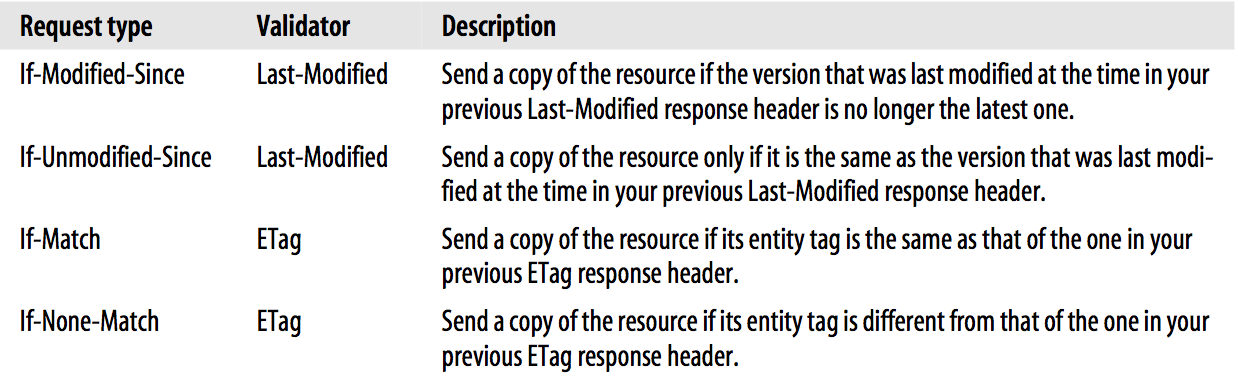 Request type Validator Description
If-Modified-Since Last-Modified Send a copy of the resource if the version that was last modified at the time in your
previous Last-Modified response header is no longer the latest one.
If-Unmodified-Since Last-Modified Send a copy of the resource only if it is the same as the version that was last modi-
fied at the time in your previous Last-Modified response header.
If-Match ETag Send a copy of the resource if its entity tag is the same as that of the one in your
previous ETag response header.
If-None-Match ETag Send a copy of the resource if its entity tag is different from that of the one in your
previous ETag response header.